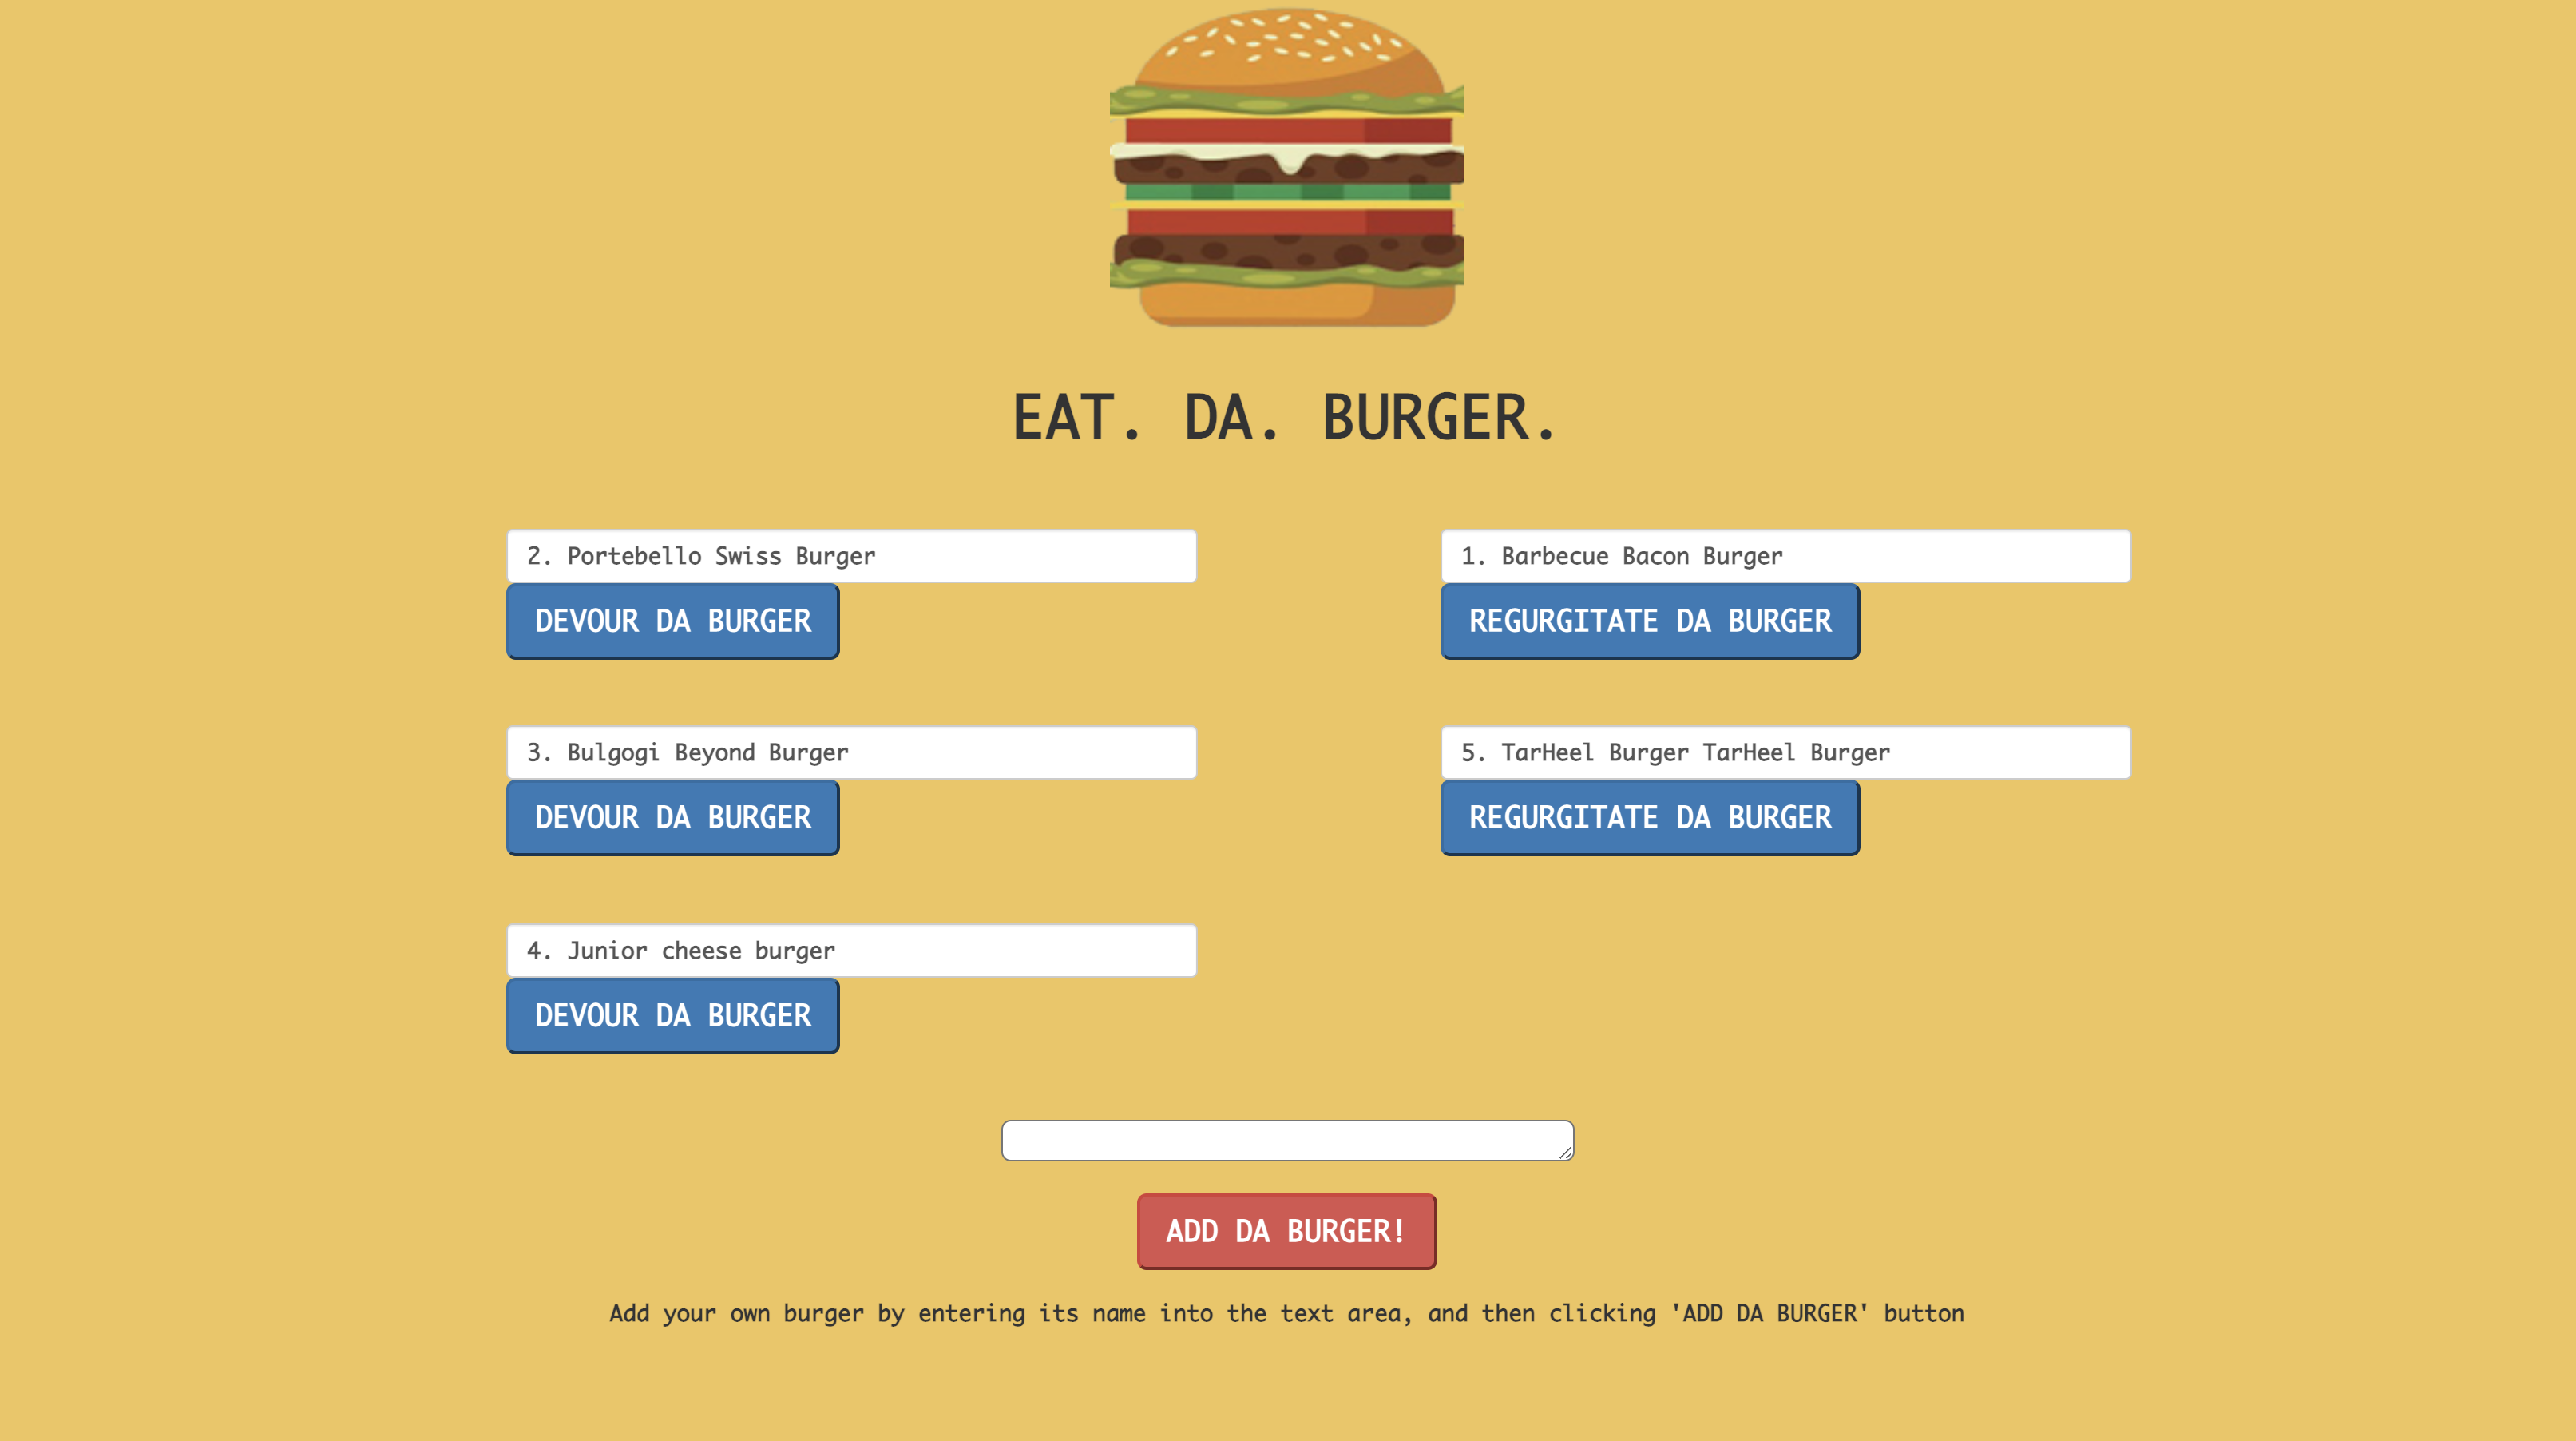 EAT. DA. BURGER.
2. Portebello Swiss Burger
DEVOUR DA BURGER
3. Bulgogi Beyond Burger
DEVOUR DA BURGER
4. Junior cheese burger
DEVOUR DA BURGER
1. Barbecue Bacon Burger
REGURGITATE DA BURGER
5. TarHeel Burger TarHeel Burger
REGURGITATE DA BURGER
ADD DA BURGER!
Add your own burger by entering its name into the text area, and then clicking 'ADD DA BURGER' button